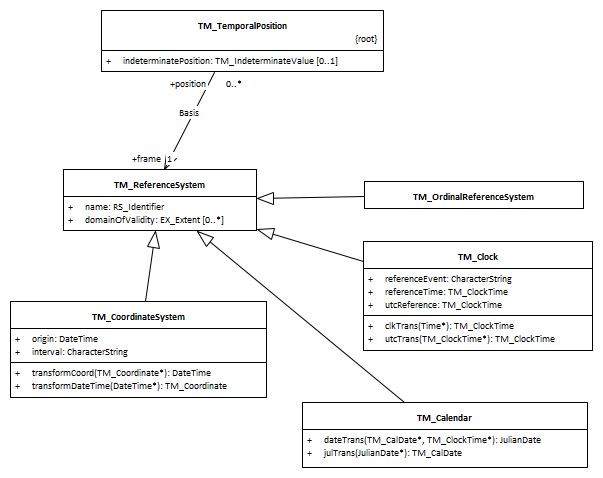 TM_TemporalPosition
{root}
+ indeterminatePosition: TM_IndeterminateValue [0..1]
+position 0..*
Basis
+frame 1
TM_ReferenceSystem
+ name: RS_Identifier
+ domainOfValidity: EX_Extent [0..*]
TM_OrdinalReferenceSystem
TM_Clock
+ referenceEvent: CharacterString
+ referenceTime: TM_ClockTime
+ utcReference: TM_ClockTime
+ clkTrans(Time*): TM_ClockTime
+ utcTrans(TM_ClockTime*): TM_ClockTime
TM_CoordinateSystem
+ origin: DateTime
+ interval: CharacterString
+ transformCoord(TM_Coordinate*): DateTime
+ transformDateTime(DateTime*): TM_Coordinate
TM_Calendar
+ dateTrans(TM_CalDate*, TM_ClockTime*): JulianDate
+ julTrans(JulianDate*): TM_CalDate